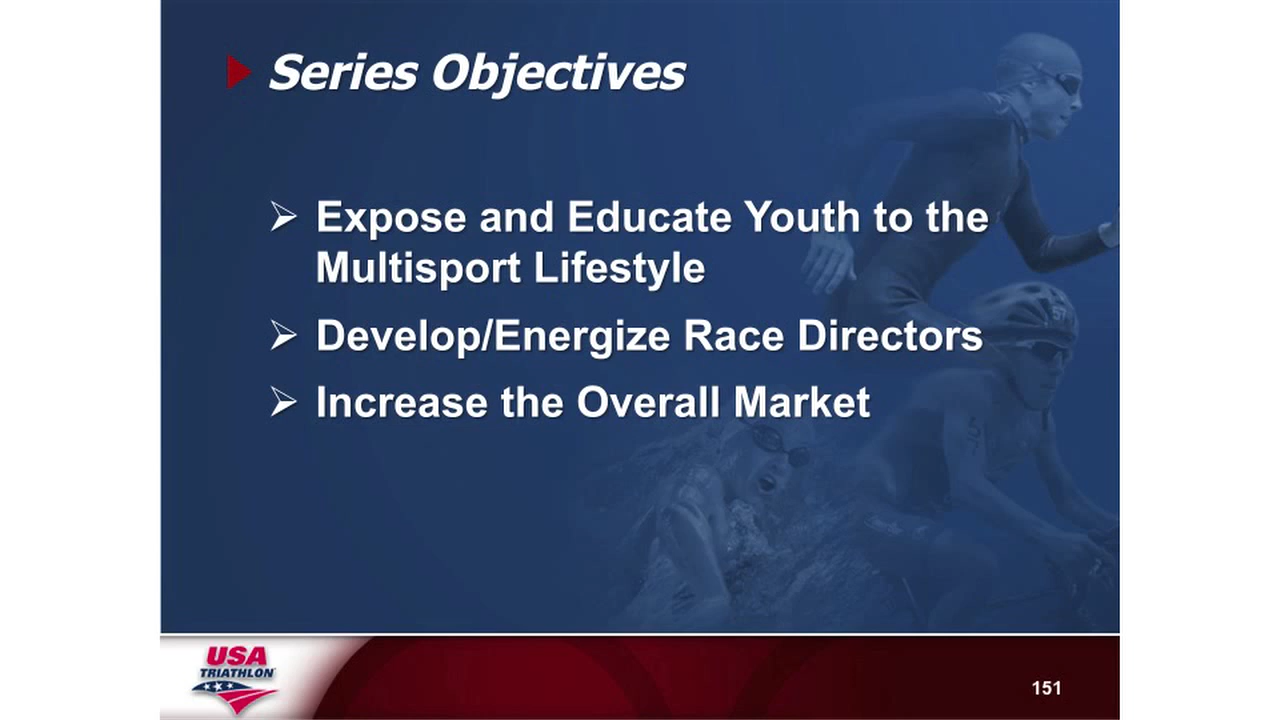 Series Objectives
Expose and Educate Youth to the
Multisport Lifestyle
Develop/Energize Race Directors
Increase the Overall Market
57
USA
TRIATHLON
151